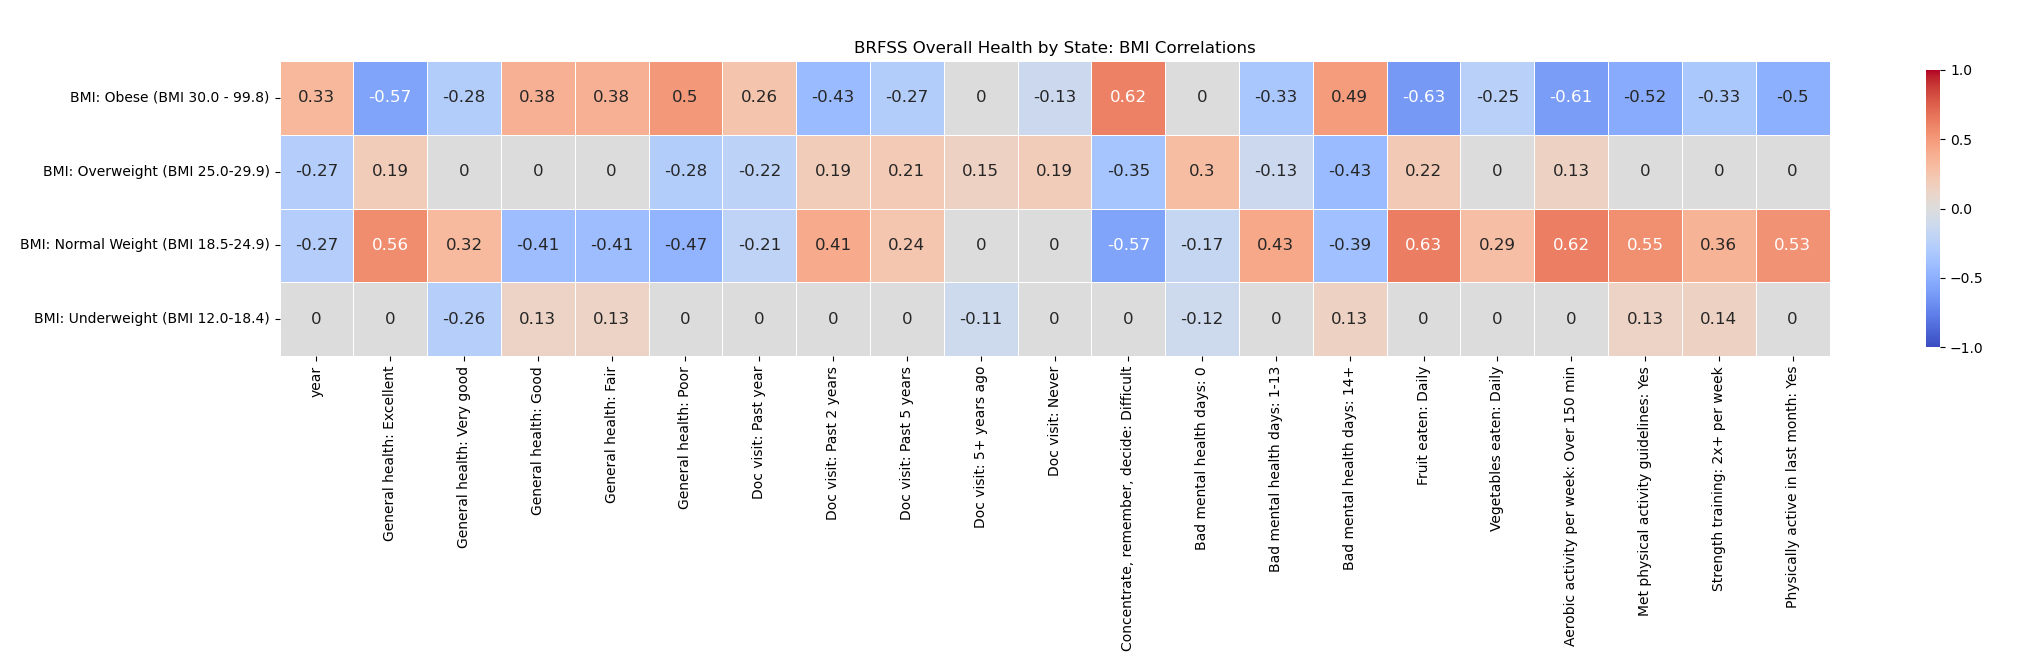 BRFSS Overall Health by State: BMI Correlations
BMI: Obese (BMI 30.0 - 99.8)
0.33 -0.57 -0.28 0.38 0.38 0.5 0.26 -0.43 -0.27 0 -0.13 0.62 0 -0.33 0.49 -0.63 -0.25 -0.61 -0.52 -0.33 -0.5
BMI: Overweight (BMI 25.0-29.9)
-0.27 0.19 0 0 0 -0.28 -0.22 0.19 0.21 0.15 0.19 -0.35 0.3 -0.13 -0.43 0.22 0 0.13 0 0 0
BMI: Normal Weight (BMI 18.5-24.9)
-0.27 0.56 0.32 -0.41 -0.41 -0.47 -0.21 0.41 0.24 0 0 -0.57 -0.17 0.43 -0.39 0.63 0.29 0.62 0.55 0.36 0.53
BMI: Underweight (BMI 12.0-18.4)
0 0 -0.26 0.13 0.13 0 0 0 0 -0.11 0 0 -0.12 0 0.13 0 0 0 0.13 0.14 0
year
General health: Excellent
General health: Very good
General health: Good
General health: Fair
General health: Poor
Doc visit: Past year
Doc visit: Past 2 years
Doc visit: Past 5 years
Doc visit: 5+ years ago
Doc visit: Never
Concentrate, remember, decide: Difficult
Bad mental health days: 0
Bad mental health days: 1-13
Bad mental health days: 14+
Fruit eaten: Daily
Vegetables eaten: Daily
Aerobic activity per week: Over 150 min
Met physical activity guidelines: Yes
Strength training: 2x+ per week
Physically active in last month: Yes
1.0
0.5
0.0
−0.5
−1.0